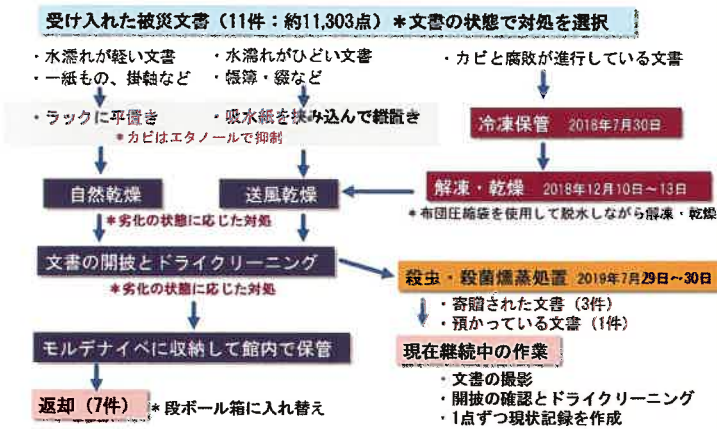 受け入れた被災文書（11件：約11,303点）＊文書の状態で対処を選択
・水濡れが軽い文書
・一紙もの、掛軸など
・水濡れがひどい文書
・帳簿・綴など
・カビと腐敗が進行している文書
・ラックに平置き
・吸水紙を挟み込んで縦置き
＊カビはエタノールで抑制
冷凍保管 2018年7月30日
自然乾燥
送風乾燥
解凍・乾燥 2018年12月10日～13日
＊劣化の状態に応じた対処
＊布団圧縮袋を使用して脱水しながら解凍・乾燥
文書の開披とドライクリーニング
＊劣化の状態に応じた対処
殺虫・殺菌燻蒸処置 2019年7月29日～30日
・寄贈された文書（3件）
・預かっている文書（1件）
モルデナイベに収納して館内で保管
現在継続中の作業
・文書の撮影
・開披の確認とドライクリーニング
・1点ずつ現状記録を作成
返却（7件）
＊段ボール箱に入れ替え